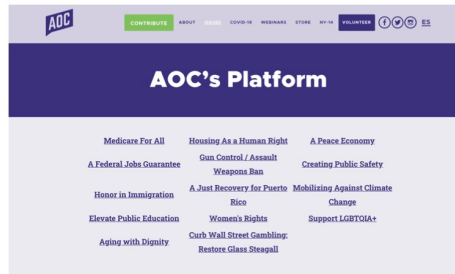 AOC
CONTRIBUTE ABOUT ISSUES COVID-19 WEBINARS STORE NY-14 VOLUNTEER ES
AOC's Platform
Medicare For All
Housing As a Human Right
A Peace Economy
A Federal Jobs Guarantee
Gun Control / Assault
Weapons Ban
Creating Public Safety
Honor in Immigration
A Just Recovery for Puerto
Rico
Mobilizing Against Climate
Change
Elevate Public Education
Women's Rights
Support LGBTQIA+
Aging with Dignity
Curb Wall Street Gambling:
Restore Glass Steagall